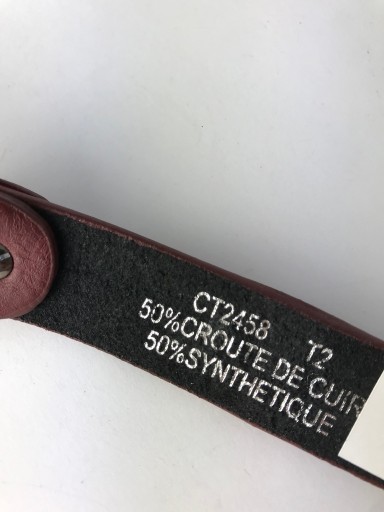 CT2458 T2
50%CROUTE DE CUIR
50%SYNTHETIQUE